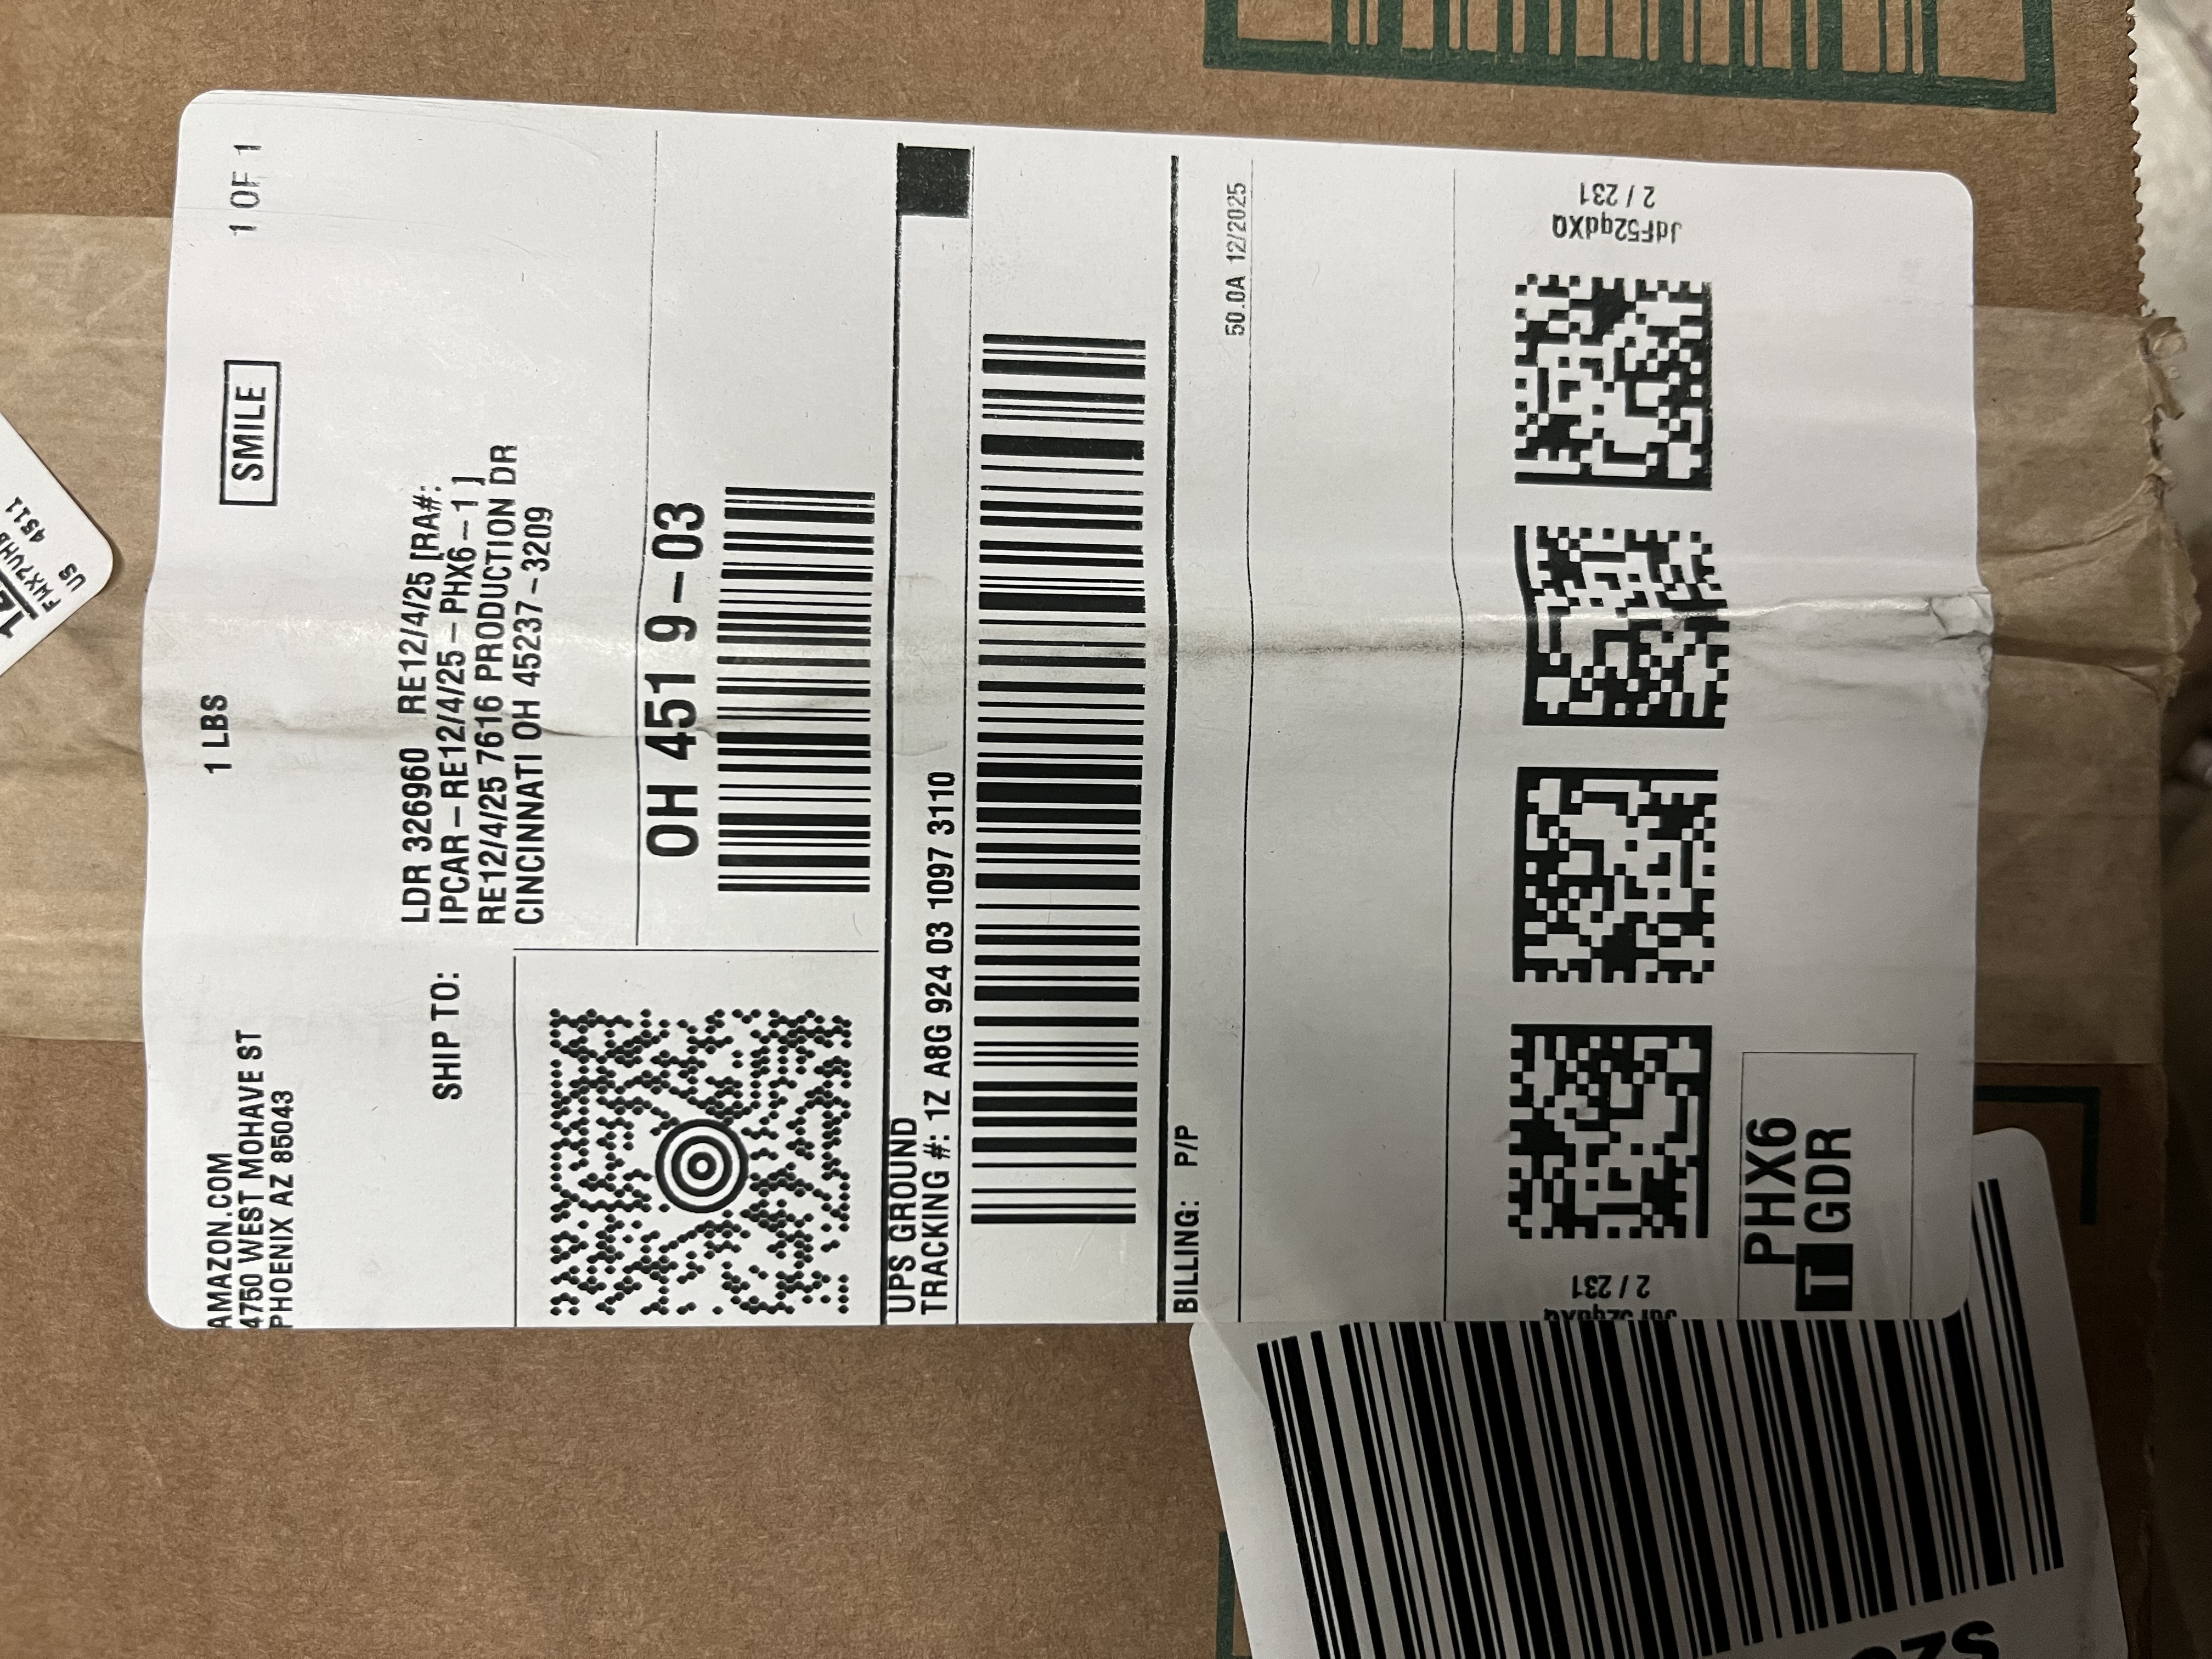 AMAZON.COM
4750 WEST MOHAVE ST
PHOENIX AZ 85043
1 LBS
SMILE
1 OF 1
SHIP TO:
LDR 326960 RE12/4/25 [RA#:
IPCAR-RE12/4/25-PHX6-1]
RE12/4/25 7616 PRODUCTION DR
CINCINNATI OH 45237-3209
OH 451 9-03
UPS GROUND
TRACKING #: 1Z A8G 924 03 1097 3110
BILLING: P/P
50.0A 12/2025
JdF52qdXQ
2 / 231
2 / 231
PHX6
T GDR
US
4511